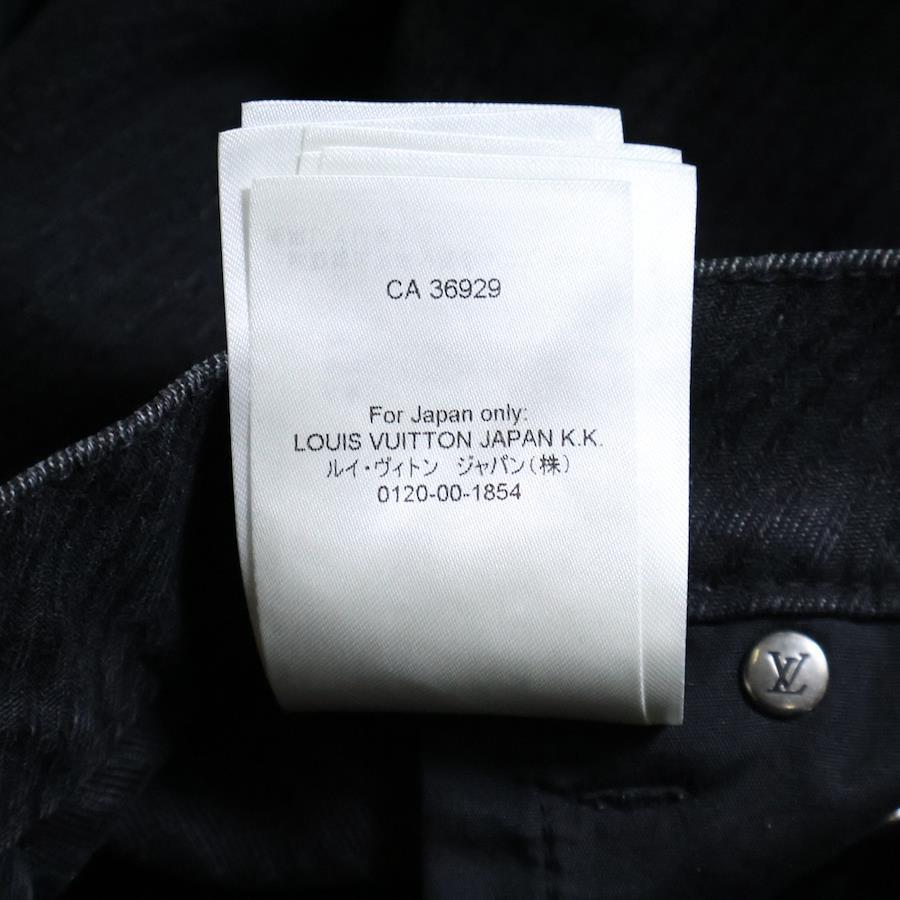 CA 36929
For Japan only:
LOUIS VUITTON JAPAN K.K.
ルイ・ヴィトン ジャパン(株)
0120-00-1854
LV